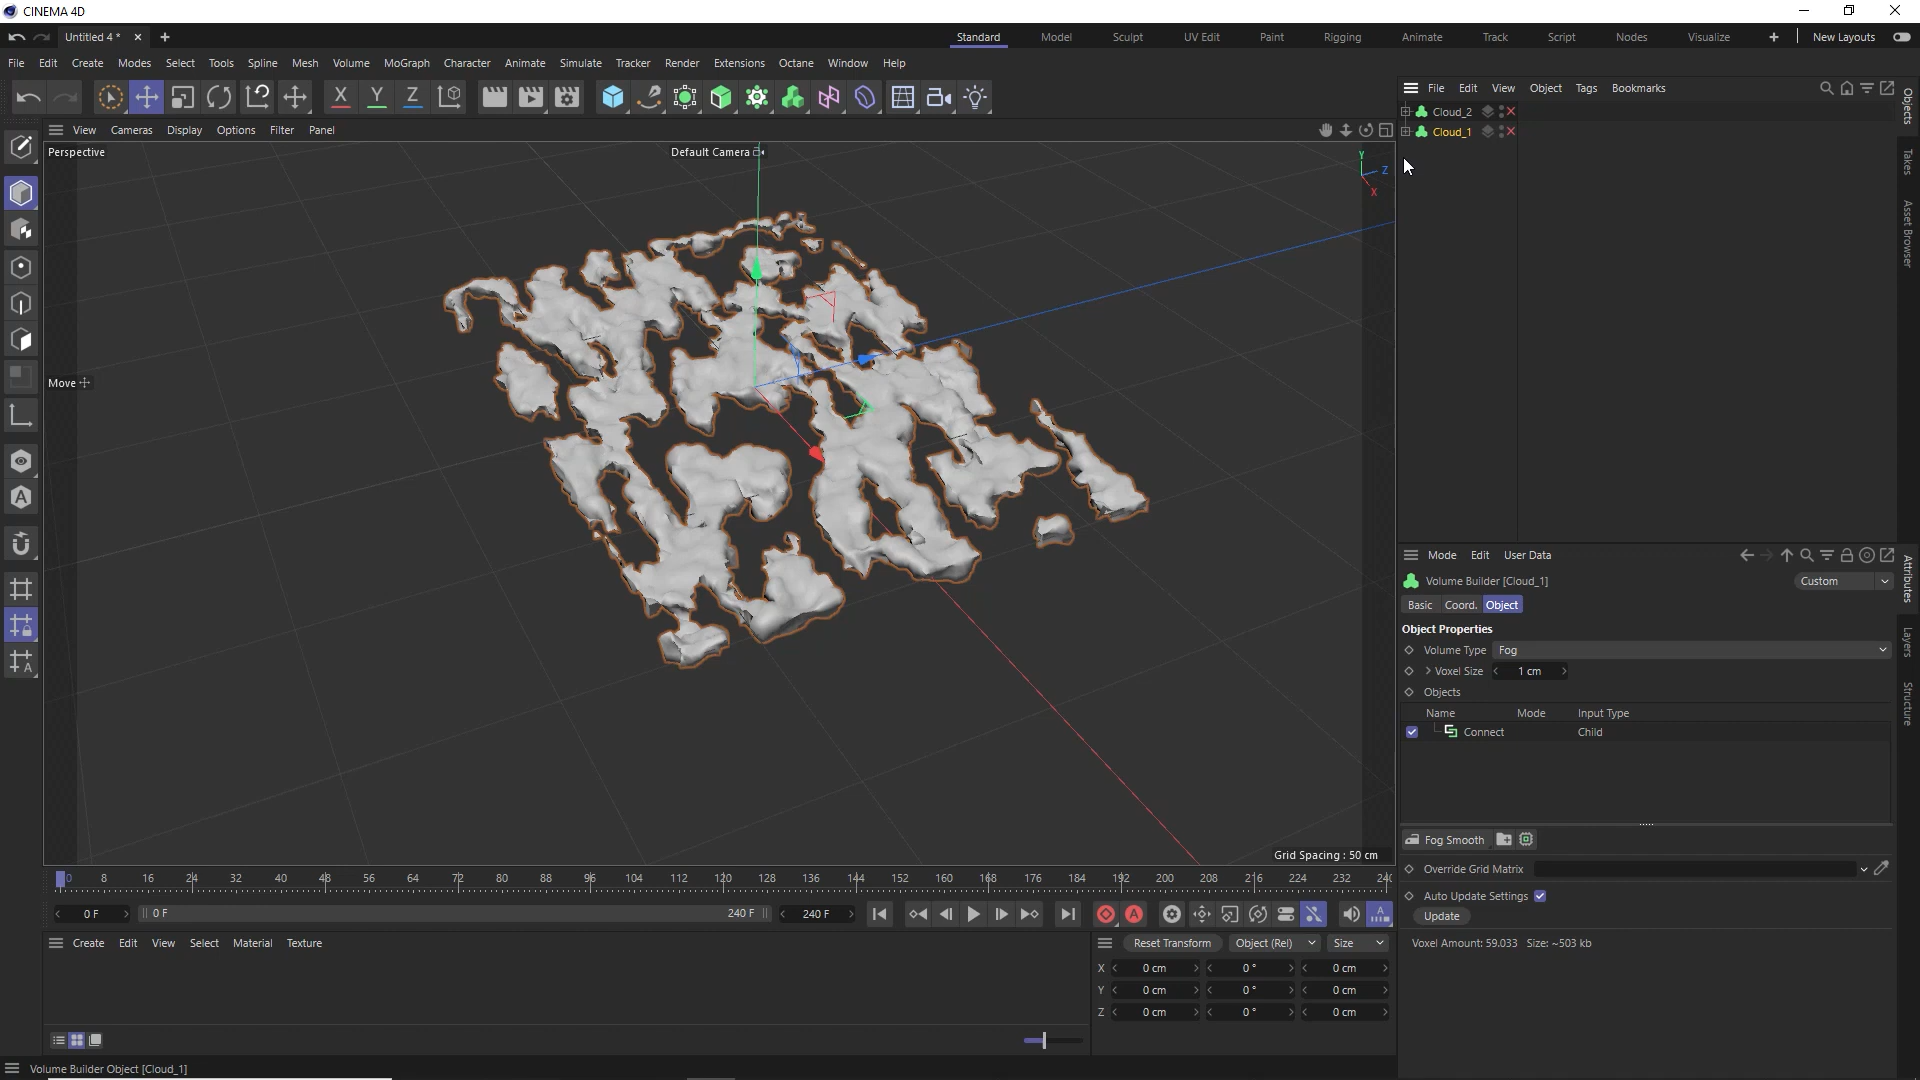 CINEMA 4D
Untitled 4 * × +
Standard Model Sculpt UV Edit Paint Rigging Animate Track Script Nodes Visualize + New Layouts
File Edit Create Modes Select Tools Spline Mesh Volume MoGraph Character Animate Simulate Tracker Render Extensions Octane Window Help
X Y Z
File Edit View Object Tags Bookmarks
Cloud_2
Cloud_1
Objects
Takes
Asset Browser
View Cameras Display Options Filter Panel
Perspective
Default Camera
Y
Z
X
Move
Grid Spacing : 50 cm
Mode Edit User Data
Volume Builder [Cloud_1]
Custom
Basic Coord. Object
Object Properties
Volume Type Fog
Voxel Size 1 cm
Objects
Name Mode Input Type
Connect Child
Fog Smooth
Override Grid Matrix
Auto Update Settings
Update
Voxel Amount: 59.033 Size: ~503 kb
Attributes
Layers
Structure
0 8 16 24 32 40 48 56 64 72 80 88 96 104 112 120 128 136 144 152 160 168 176 184 192 200 208 216 224 232 240
0 F 0 F 240 F 240 F
Create Edit View Select Material Texture
Reset Transform Object (Rel) Size
X 0 cm 0 ° 0 cm
Y 0 cm 0 ° 0 cm
Z 0 cm 0 ° 0 cm
Volume Builder Object [Cloud_1]